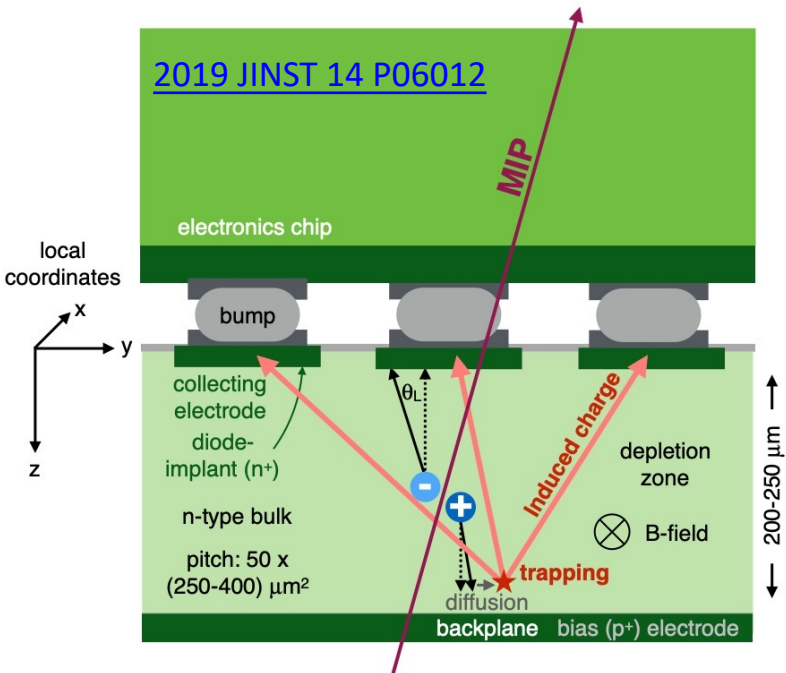 2019 JINST 14 P06012
MIP
electronics chip
local
coordinates
x
y
z
bump
collecting
electrode
diode-
implant (n⁺)
θL
-
+
Induced charge
depletion
zone
200-250 μm
n-type bulk
B-field
pitch: 50 x
(250-400) μm²
trapping
diffusion
backplane bias (p⁺) electrode